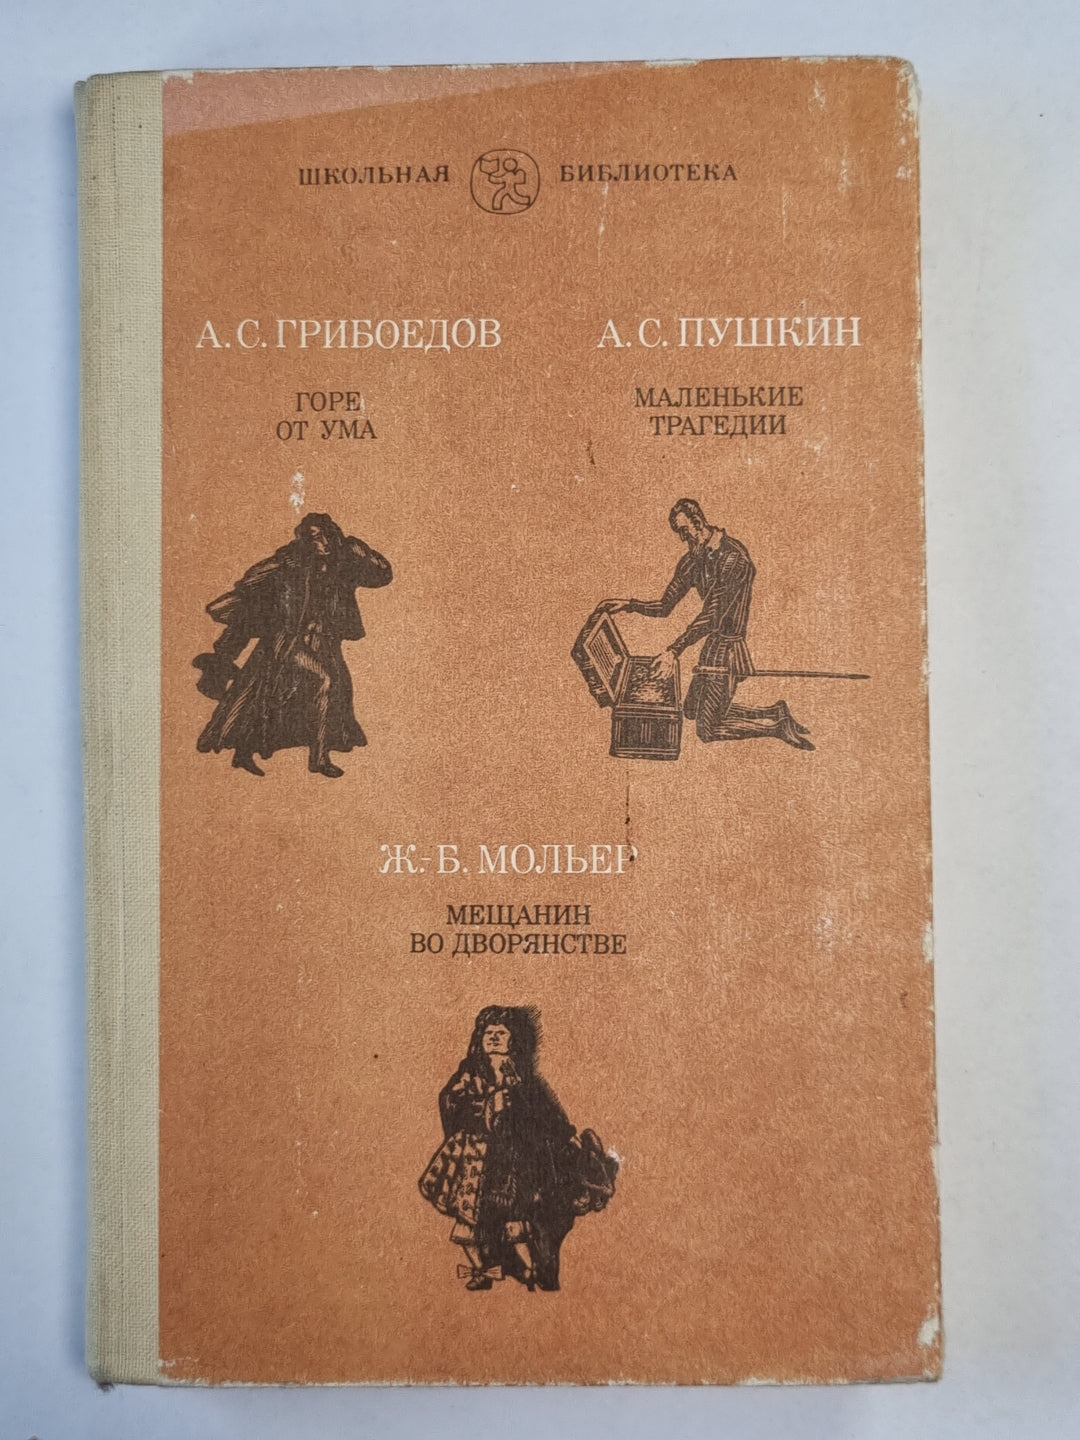 ШКОЛЬНАЯ БИБЛИОТЕКА
А. С. ГРИБОЕДОВ
ГОРЕ
ОТ УМА
А. С. ПУШКИН
МАЛЕНЬКИЕ
ТРАГЕДИИ
Ж.-Б. МОЛЬЕР
МЕЩАНИН
ВО ДВОРЯНСТВЕ